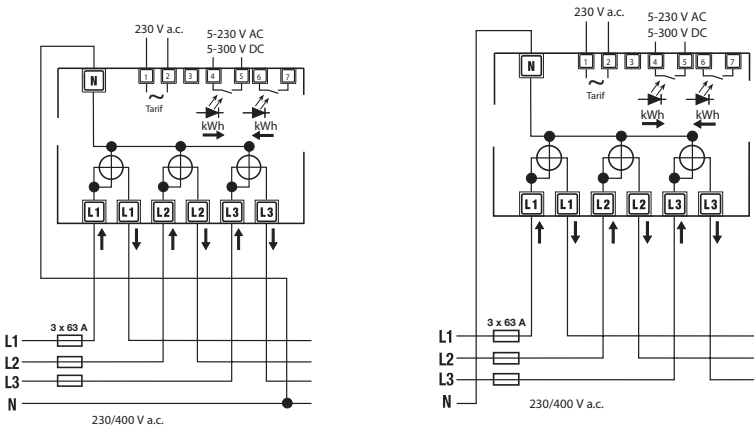 230 V a.c.
5-230 V AC
5-300 V DC
N
1 2 3 4 5 6 7
~
Tarif
kWh
kWh
L1 L1 L2 L2 L3 L3
3 x 63 A
L1
L2
L3
N
230/400 V a.c.
230 V a.c.
5-230 V AC
5-300 V DC
N
1 2 3 4 5 6 7
~
Tarif
kWh
kWh
L1 L1 L2 L2 L3 L3
3 x 63 A
L1
L2
L3
N
230/400 V a.c.